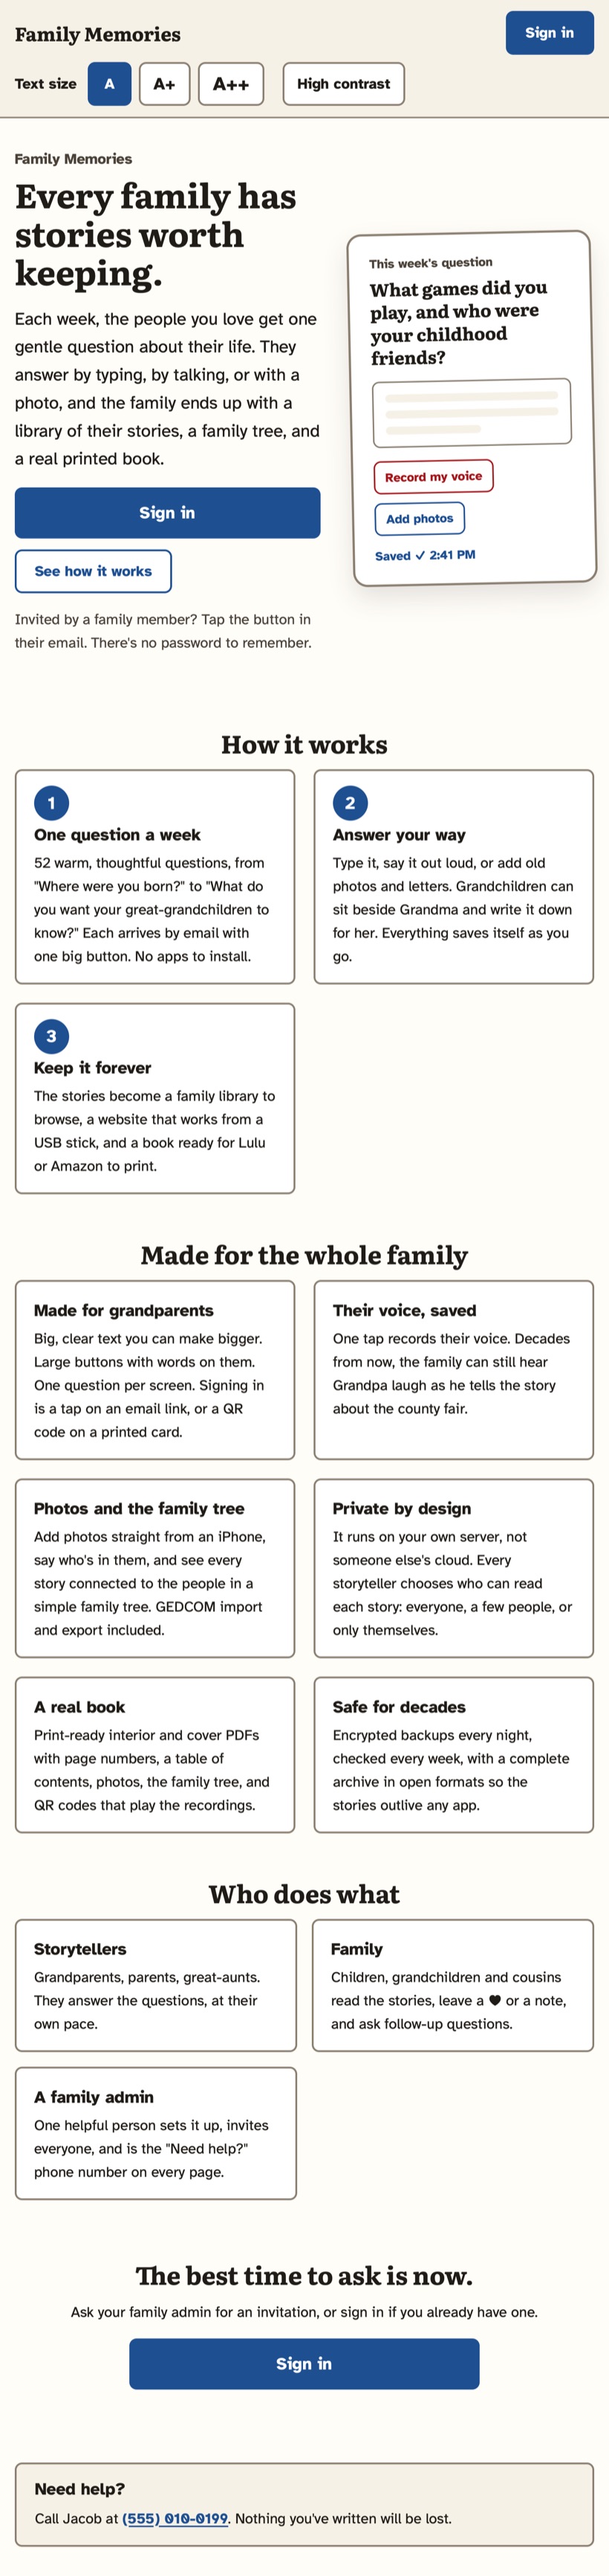 Family Memories
Sign in
Text size
A
A+
A++
High contrast
Family Memories
Every family has
stories worth
keeping.
Each week, the people you love get one
gentle question about their life. They
answer by typing, by talking, or with a
photo, and the family ends up with a
library of their stories, a family tree, and
a real printed book.
Sign in
See how it works
Invited by a family member? Tap the button in
their email. There's no password to remember.
This week's question
What games did you
play, and who were
your childhood
friends?
Record my voice
Add photos
Saved ✓ 2:41 PM
How it works
1
One question a week
52 warm, thoughtful questions, from
"Where were you born?" to "What do
you want your great-grandchildren to
know?" Each arrives by email with
one big button. No apps to install.
2
Answer your way
Type it, say it out loud, or add old
photos and letters. Grandchildren can
sit beside Grandma and write it down
for her. Everything saves itself as you
go.
3
Keep it forever
The stories become a family library to
browse, a website that works from a
USB stick, and a book ready for Lulu
or Amazon to print.
Made for the whole family
Made for grandparents
Big, clear text you can make bigger.
Large buttons with words on them.
One question per screen. Signing in
is a tap on an email link, or a QR
code on a printed card.
Their voice, saved
One tap records their voice. Decades
from now, the family can still hear
Grandpa laugh as he tells the story
about the county fair.
Photos and the family tree
Add photos straight from an iPhone,
say who's in them, and see every
story connected to the people in a
simple family tree. GEDCOM import
and export included.
Private by design
It runs on your own server, not
someone else's cloud. Every
storyteller chooses who can read
each story: everyone, a few people, or
only themselves.
A real book
Print-ready interior and cover PDFs
with page numbers, a table of
contents, photos, the family tree, and
QR codes that play the recordings.
Safe for decades
Encrypted backups every night,
checked every week, with a complete
archive in open formats so the
stories outlive any app.
Who does what
Storytellers
Grandparents, parents, great-aunts.
They answer the questions, at their
own pace.
Family
Children, grandchildren and cousins
read the stories, leave a ♥ or a note,
and ask follow-up questions.
A family admin
One helpful person sets it up, invites
everyone, and is the "Need help?"
phone number on every page.
The best time to ask is now.
Ask your family admin for an invitation, or sign in if you already have one.
Sign in
Need help?
Call Jacob at (555) 010-0199. Nothing you've written will be lost.